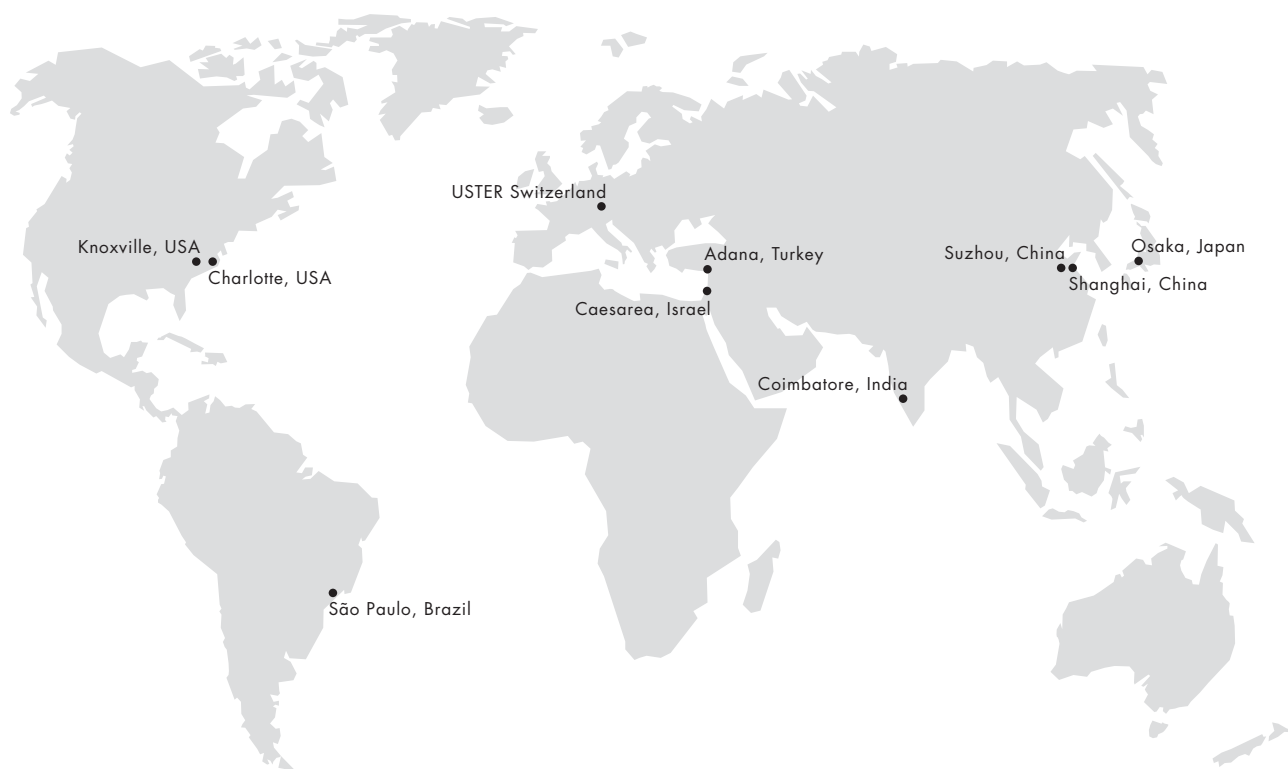 USTER Switzerland
Knoxville, USA
Charlotte, USA
Adana, Turkey
Suzhou, China
Osaka, Japan
Shanghai, China
Caesarea, Israel
Coimbatore, India
São Paulo, Brazil